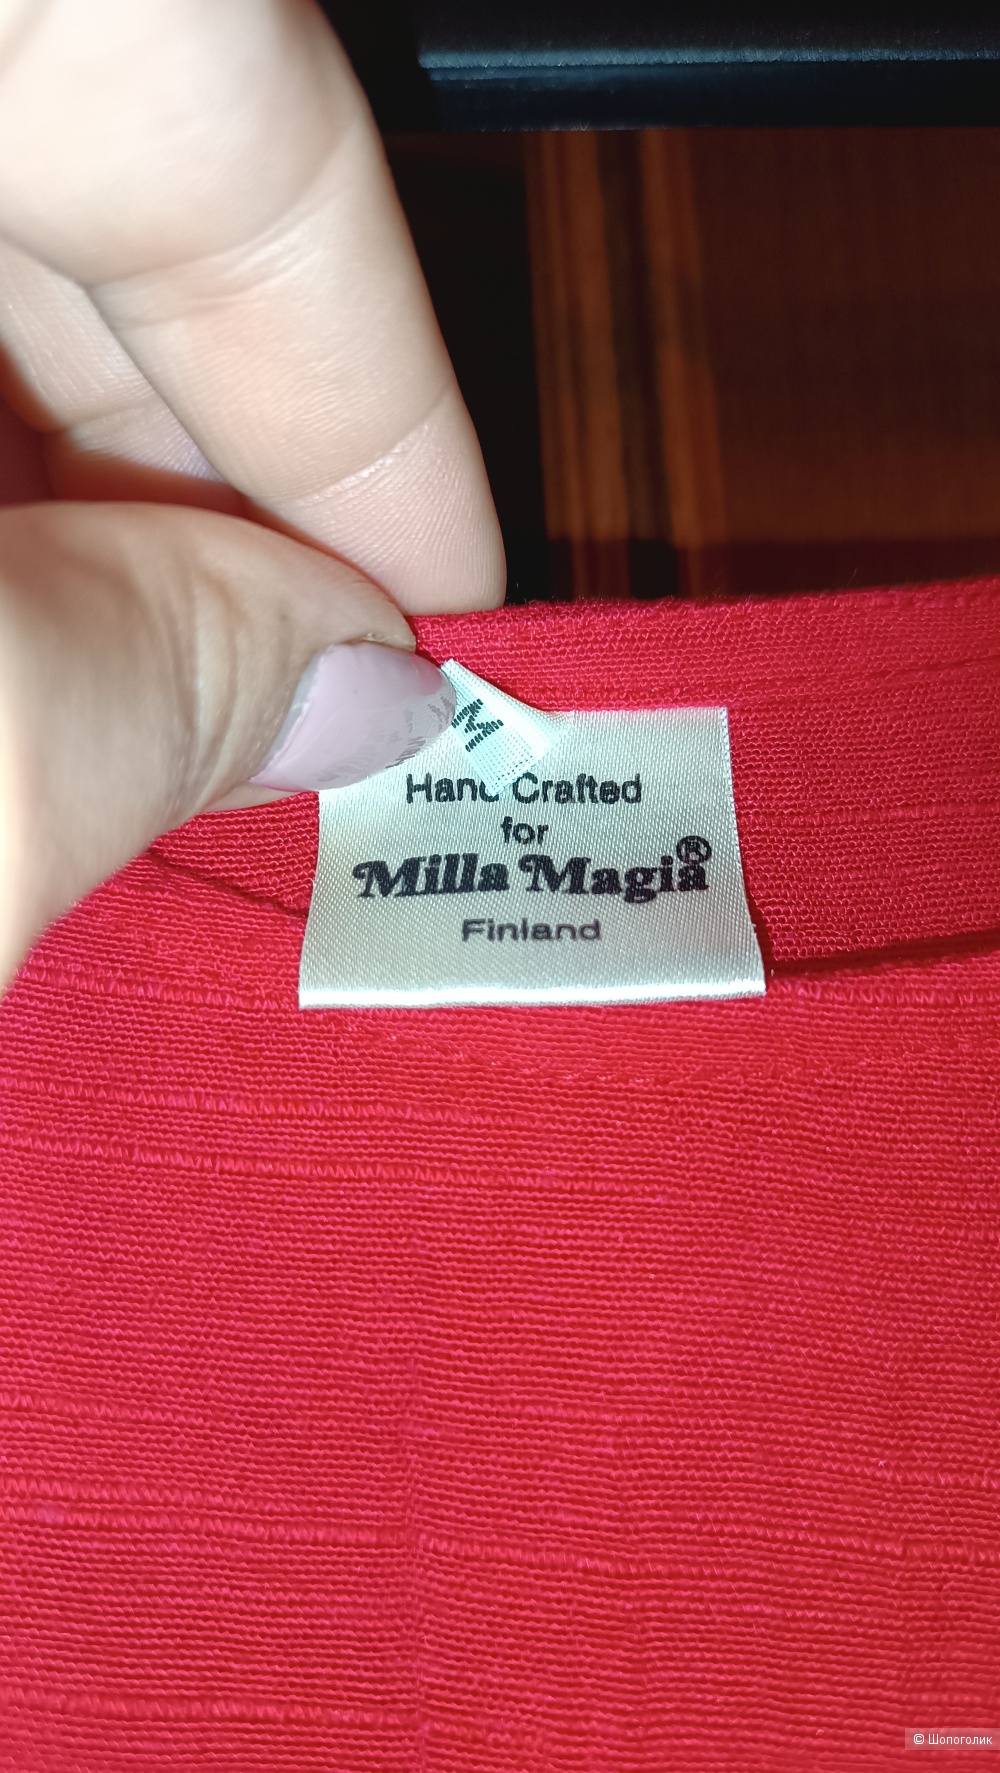 M
Hand Crafted
for
Milla Magia®
Finland
© Шопоголик